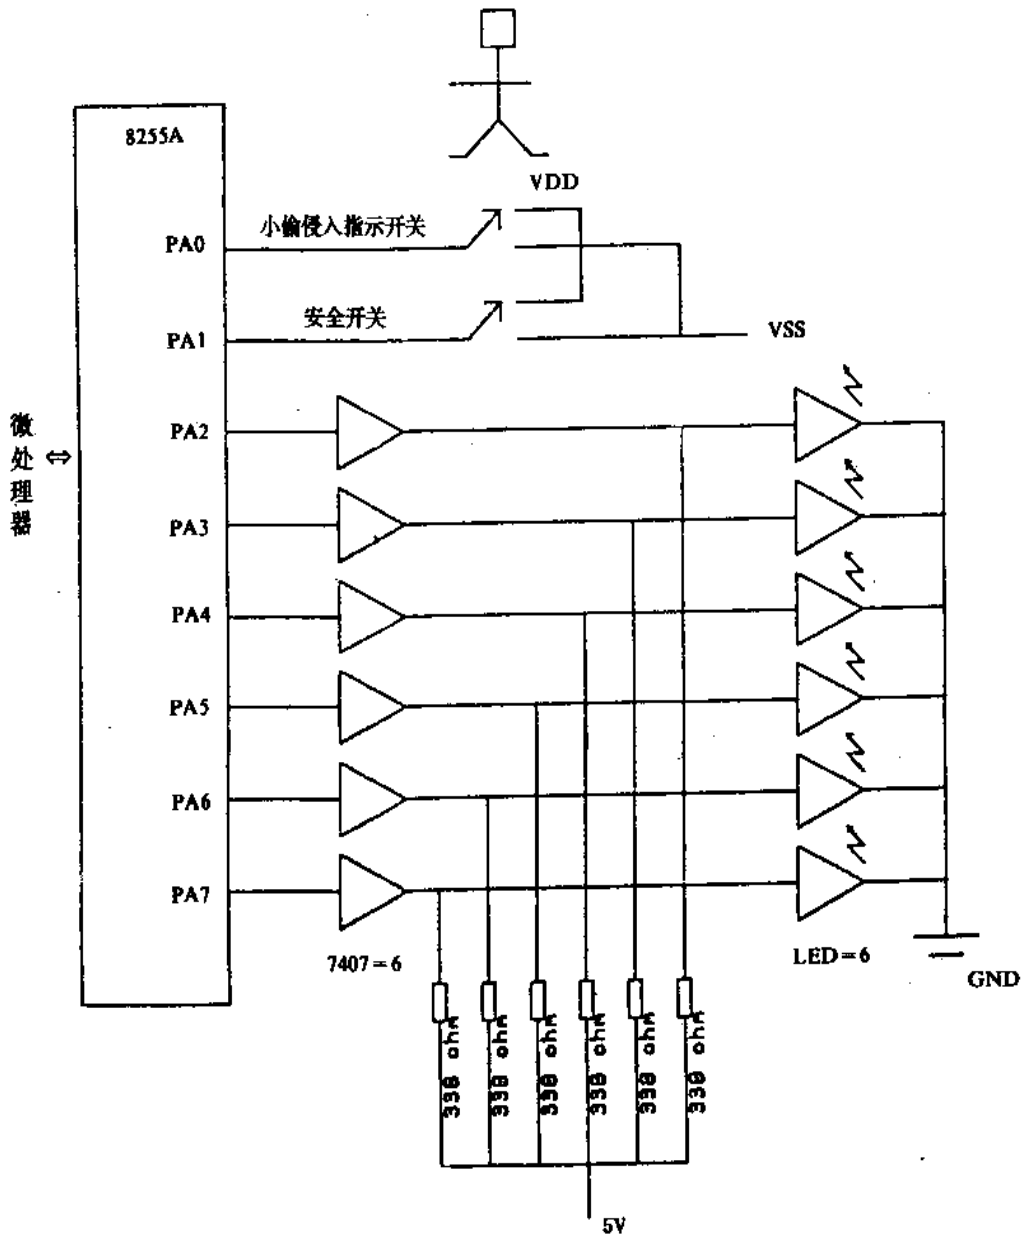 8255A
VDD
PA0
小偷侵入指示开关
PA1
安全开关
VSS
微处理器
⇔
PA2
PA3
PA4
PA5
PA6
PA7
7407=6
LED=6
GND
330 ohm
330 ohm
330 ohm
330 ohm
330 ohm
330 ohm
5V